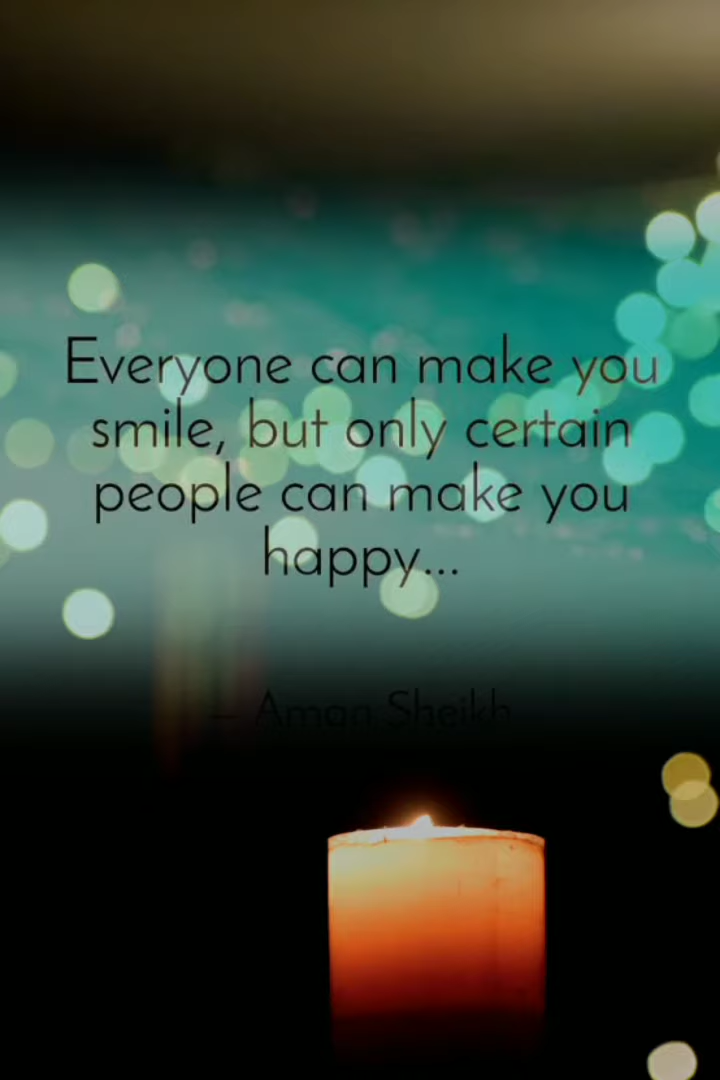 Everyone can make you
smile, but only certain
people can make you
happy...
— Aman Sheikh